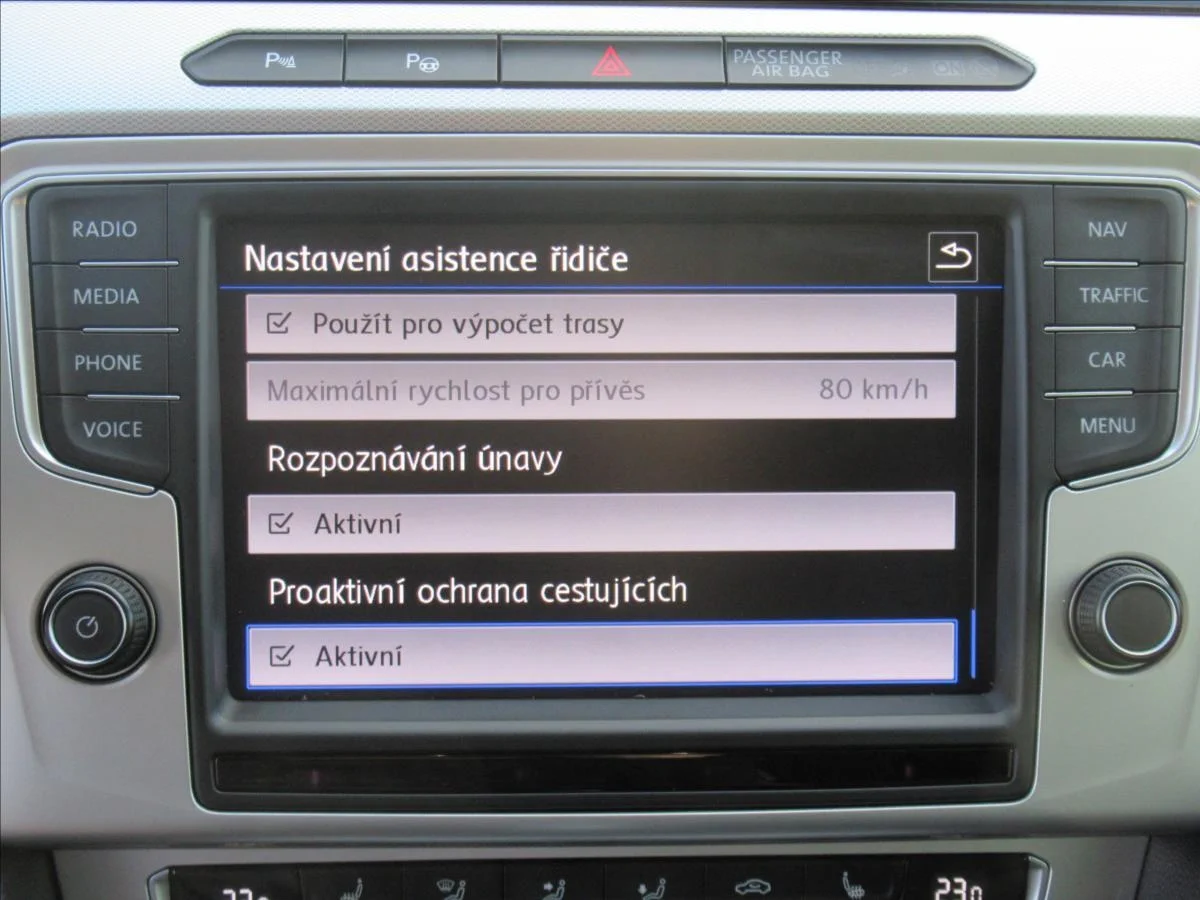 P P PASSENGER
AIR BAG ON
RADIO
MEDIA
PHONE
VOICE
Nastavení asistence řidiče
Použít pro výpočet trasy
Maximální rychlost pro přívěs 80 km/h
Rozpoznávání únavy
Aktivní
Proaktivní ochrana cestujících
Aktivní
NAV
TRAFFIC
CAR
MENU